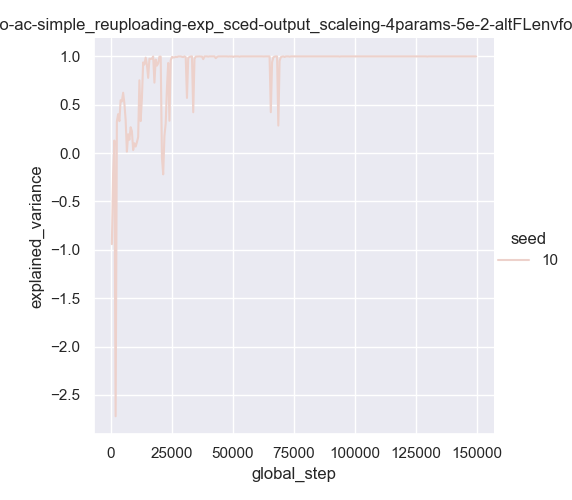 o-ac-simple_reuploading-exp_sced-output_scaleing-4params-5e-2-altFLenvfo
1.0
0.5
0.0
−0.5
−1.0
−1.5
−2.0
−2.5
explained_variance
0 25000 50000 75000 100000 125000 150000
global_step
seed
10